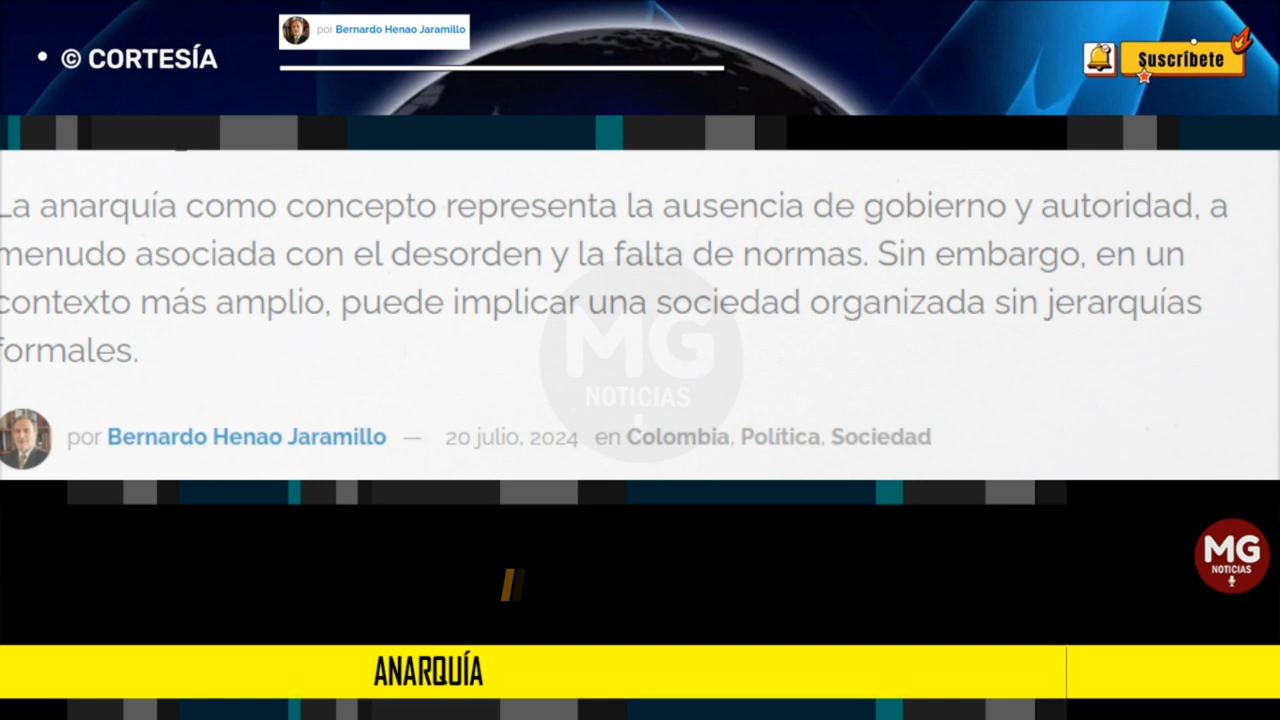 • © CORTESÍA
por Bernardo Henao Jaramillo
Suscríbete
La anarquía como concepto representa la ausencia de gobierno y autoridad, a
menudo asociada con el desorden y la falta de normas. Sin embargo, en un
contexto más amplio, puede implicar una sociedad organizada sin jerarquías
formales.
MG
NOTICIAS
por Bernardo Henao Jaramillo — 20 julio, 2024 en Colombia, Política, Sociedad
MG
NOTICIAS
ANARQUÍA